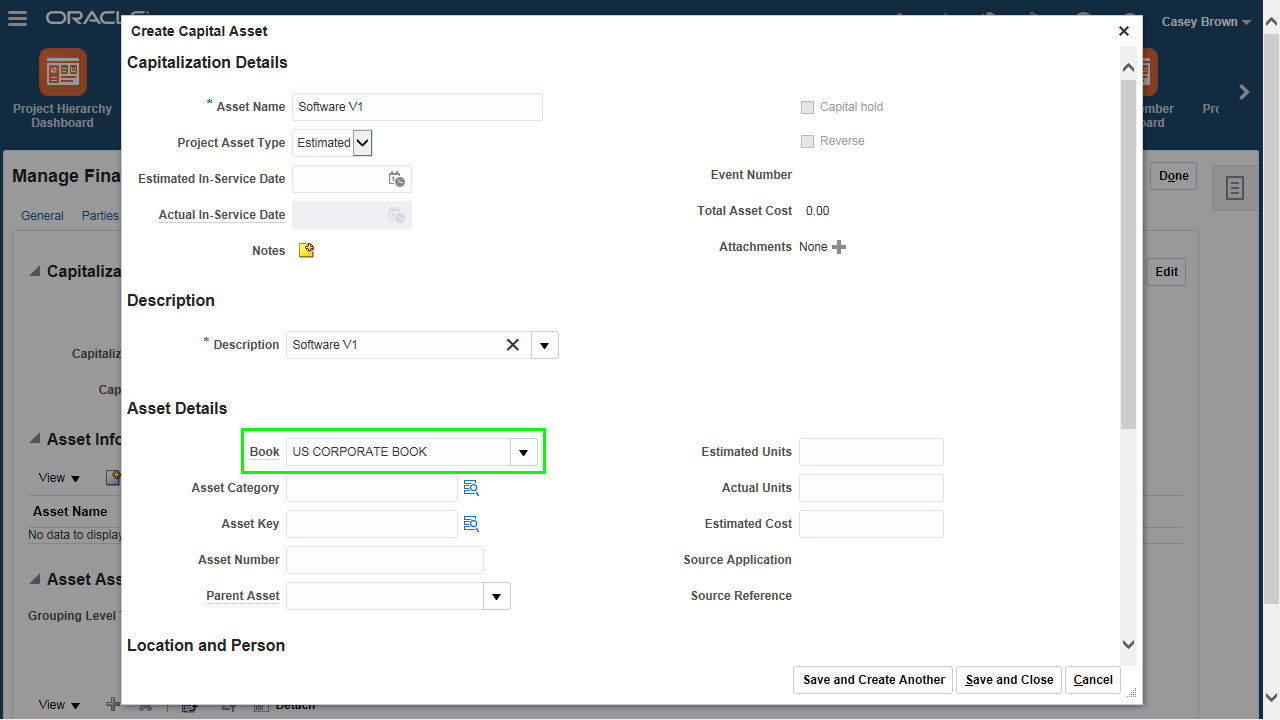 ORACLE
Casey Brown
Project Hierarchy
Dashboard
Create Capital Asset
Capitalization Details
* Asset Name Software V1
Capital hold
Project Asset Type Estimated
Reverse
Estimated In-Service Date
Event Number
Actual In-Service Date
Total Asset Cost 0.00
Notes
Attachments None
Description
* Description Software V1
Asset Details
Book US CORPORATE BOOK
Estimated Units
Asset Category
Actual Units
Asset Key
Estimated Cost
Asset Number
Source Application
Parent Asset
Source Reference
Location and Person
Save and Create Another Save and Close Cancel
Manage Fina
Done
General Parties
Capitaliza
Edit
Capitaliz
Cap
Asset Info
View
Asset Name
No data to display
Asset Ass
Grouping Level
View
Detach